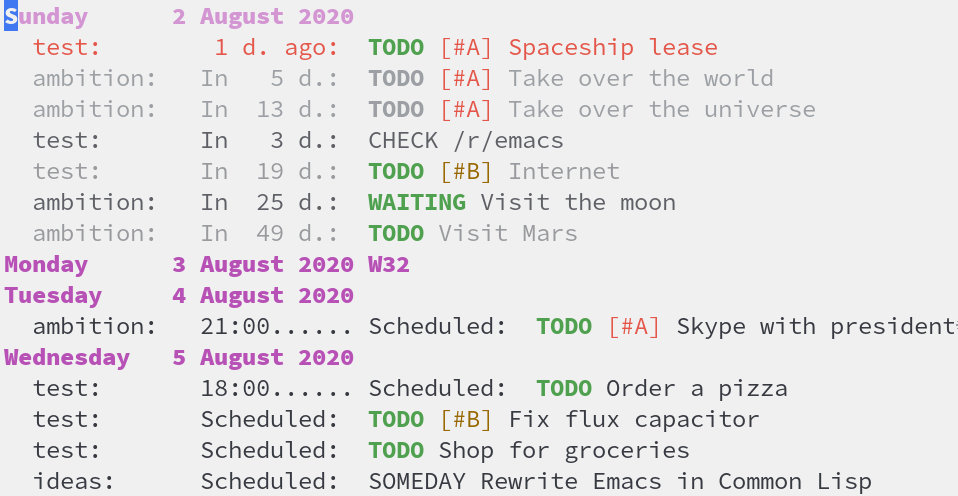 Sunday      2 August 2020
  test:        1 d. ago:  TODO [#A] Spaceship lease
  ambition:   In   5 d.:  TODO [#A] Take over the world
  ambition:   In  13 d.:  TODO [#A] Take over the universe
  test:       In   3 d.:  CHECK /r/emacs
  test:       In  19 d.:  TODO [#B] Internet
  ambition:   In  25 d.:  WAITING Visit the moon
  ambition:   In  49 d.:  TODO Visit Mars
Monday      3 August 2020 W32
Tuesday     4 August 2020
  ambition:   21:00...... Scheduled:  TODO [#A] Skype with president
Wednesday   5 August 2020
  test:       18:00...... Scheduled:  TODO Order a pizza
  test:       Scheduled:  TODO [#B] Fix flux capacitor
  test:       Scheduled:  TODO Shop for groceries
  ideas:      Scheduled:  SOMEDAY Rewrite Emacs in Common Lisp